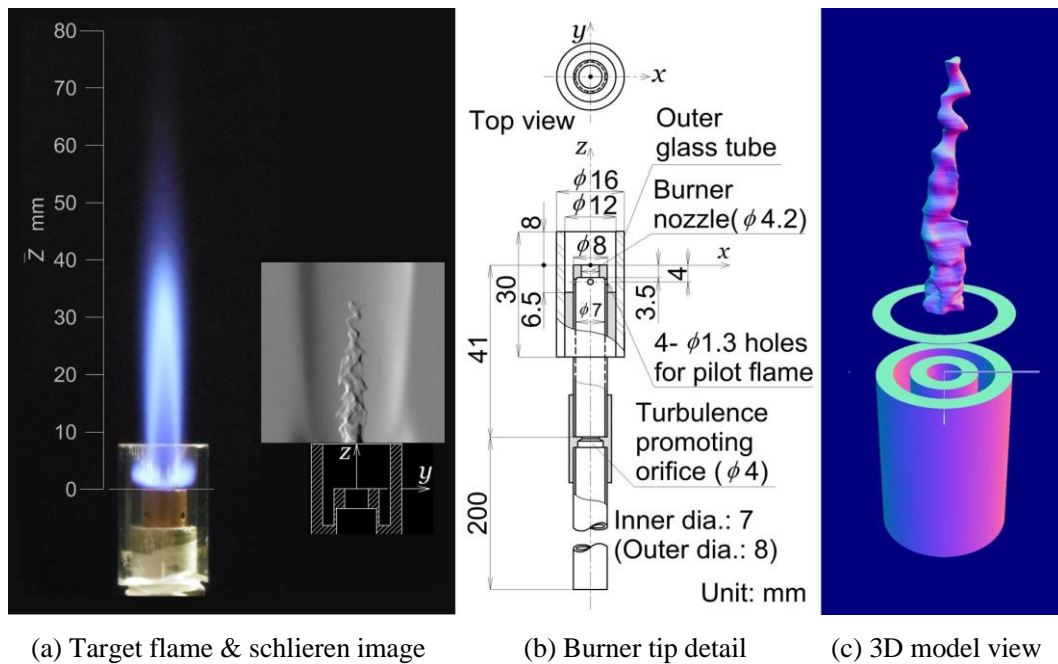 80
70
60
50
40
30
20
10
0
z̄ mm
z
y
y
x
Top view
z
Outer
glass tube
ϕ16
ϕ12
Burner
nozzle(ϕ4.2)
8
ϕ8
x
30
6.5
4
3.5
ϕ7
41
4- ϕ1.3 holes
for pilot flame
Turbulence
promoting
orifice (ϕ4)
200
Inner dia.: 7
(Outer dia.: 8)
Unit: mm
(a) Target flame & schlieren image
(b) Burner tip detail
(c) 3D model view